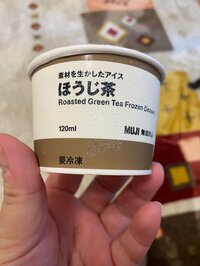 素材を生かしたアイス
ほうじ茶
Roasted Green Tea Frozen Dessert
120ml
MUJI 無印良品
要冷凍